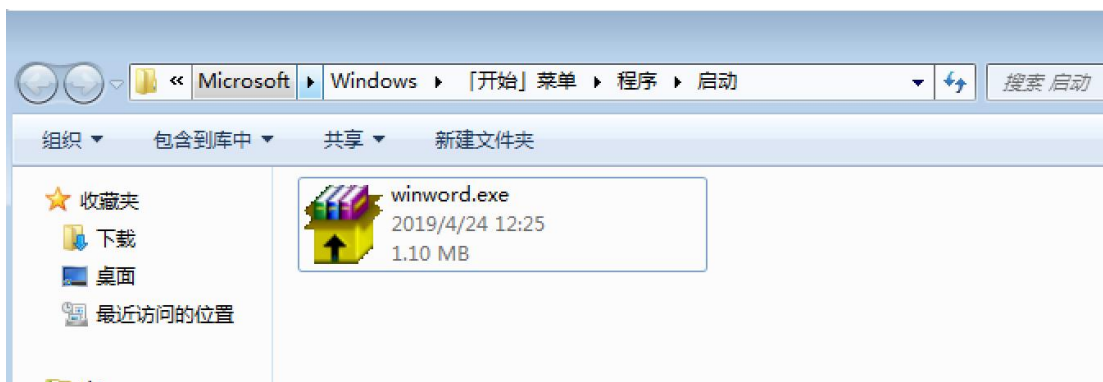 « Microsoft Windows 「开始」菜单 程序 启动 搜索 启动
组织 包含到库中 共享 新建文件夹
收藏夹
下载
桌面
最近访问的位置
winword.exe
2019/4/24 12:25
1.10 MB